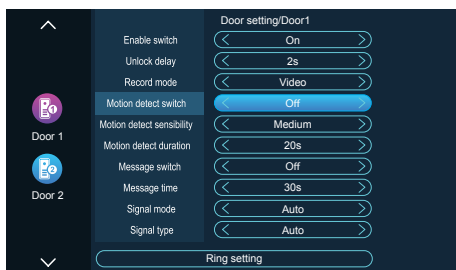 Door setting/Door1
Enable switch On
Unlock delay 2s
Record mode Video
Motion detect switch Off
Motion detect sensibility Medium
Motion detect duration 20s
Message switch Off
Message time 30s
Signal mode Auto
Signal type Auto
Ring setting
1
Door 1
2
Door 2